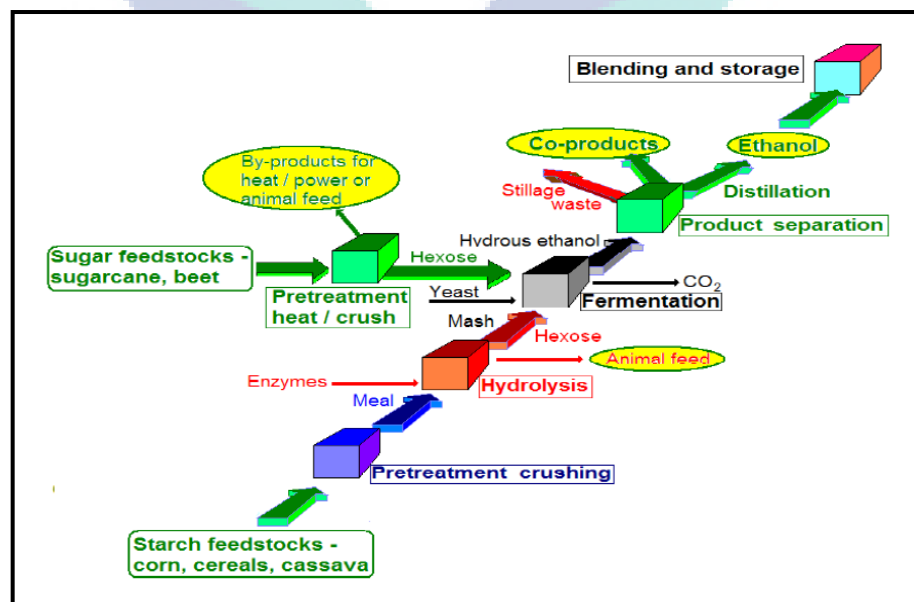 Blending and storage
Co-products
Ethanol
By-products for
heat / power or
animal feed
Stillage
waste
Distillation
Product separation
Hydrous ethanol
Sugar feedstocks -
sugarcane, beet
Hexose
Pretreatment
heat / crush
Yeast
CO₂
Fermentation
Mash
Hexose
Animal feed
Enzymes
Hydrolysis
Meal
Pretreatment crushing
Starch feedstocks -
corn, cereals, cassava